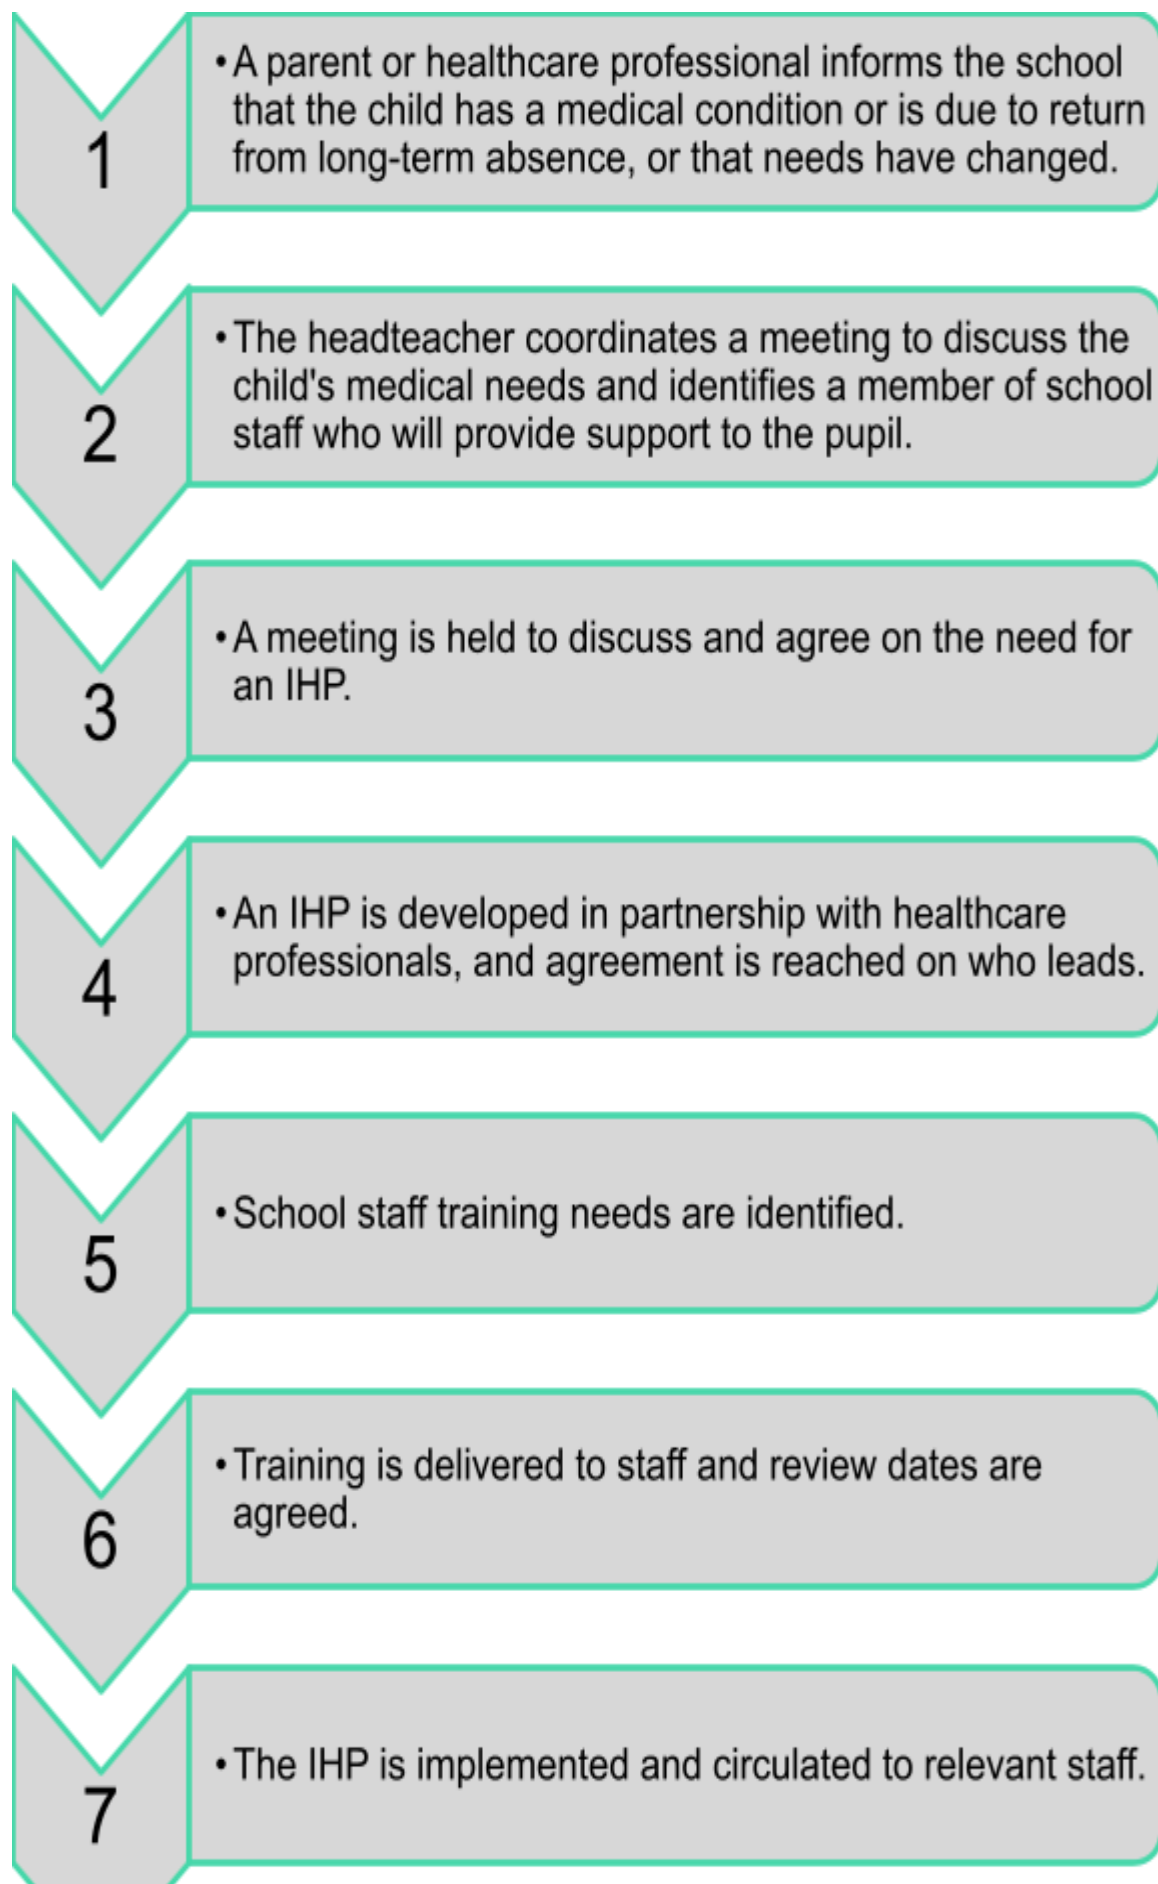 1
• A parent or healthcare professional informs the school
that the child has a medical condition or is due to return
from long-term absence, or that needs have changed.
2
• The headteacher coordinates a meeting to discuss the
child's medical needs and identifies a member of school
staff who will provide support to the pupil.
3
• A meeting is held to discuss and agree on the need for
an IHP.
4
• An IHP is developed in partnership with healthcare
professionals, and agreement is reached on who leads.
5
• School staff training needs are identified.
6
• Training is delivered to staff and review dates are
agreed.
7
• The IHP is implemented and circulated to relevant staff.